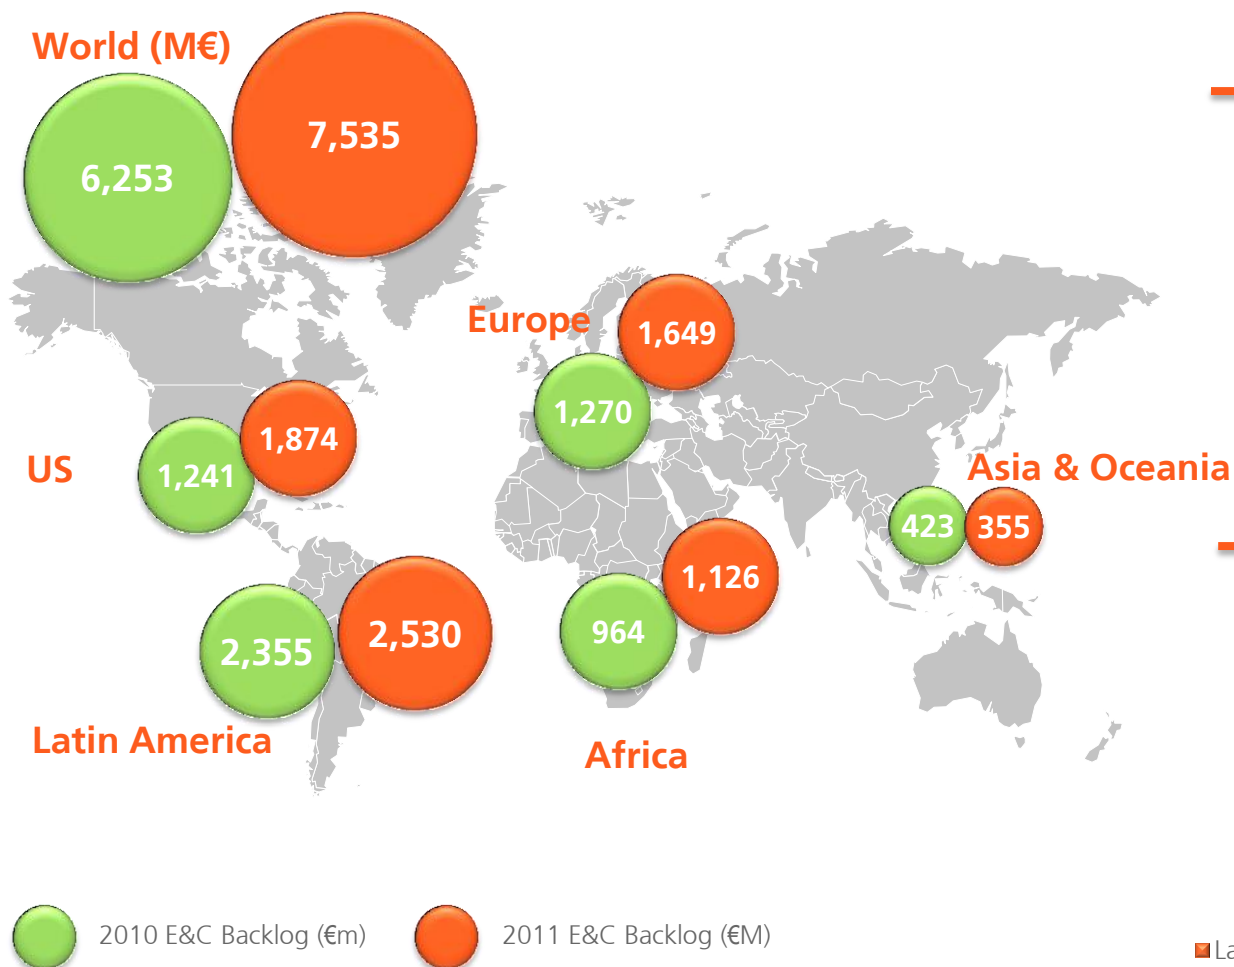 World (M€)
7,535
6,253
Europe
1,649
1,270
1,874
1,241
US
Asia & Oceania
423
355
1,126
964
2,530
2,355
Latin America
Africa
2010 E&C Backlog (€m)
2011 E&C Backlog (€M)
La